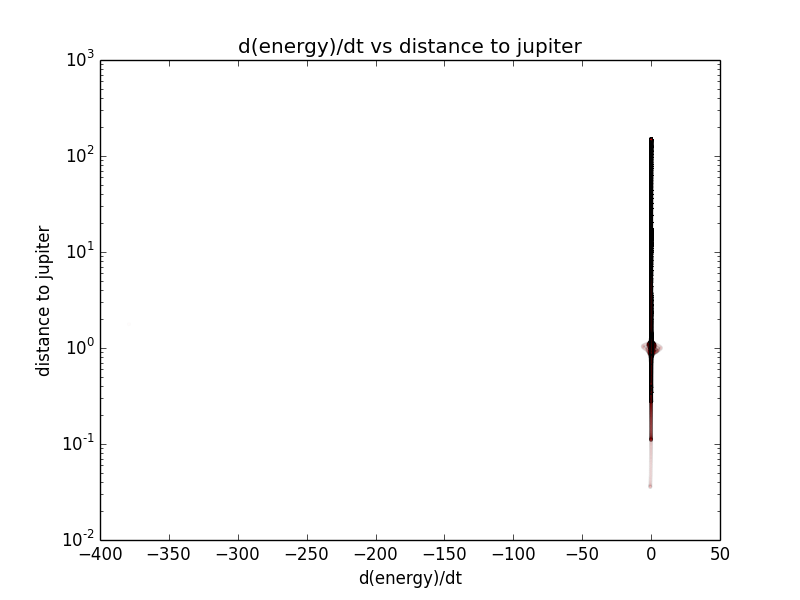 d(energy)/dt vs distance to jupiter
10^3
10^2
10^1
10^0
10^-1
10^-2
distance to jupiter
−400 −350 −300 −250 −200 −150 −100 −50 0 50
d(energy)/dt